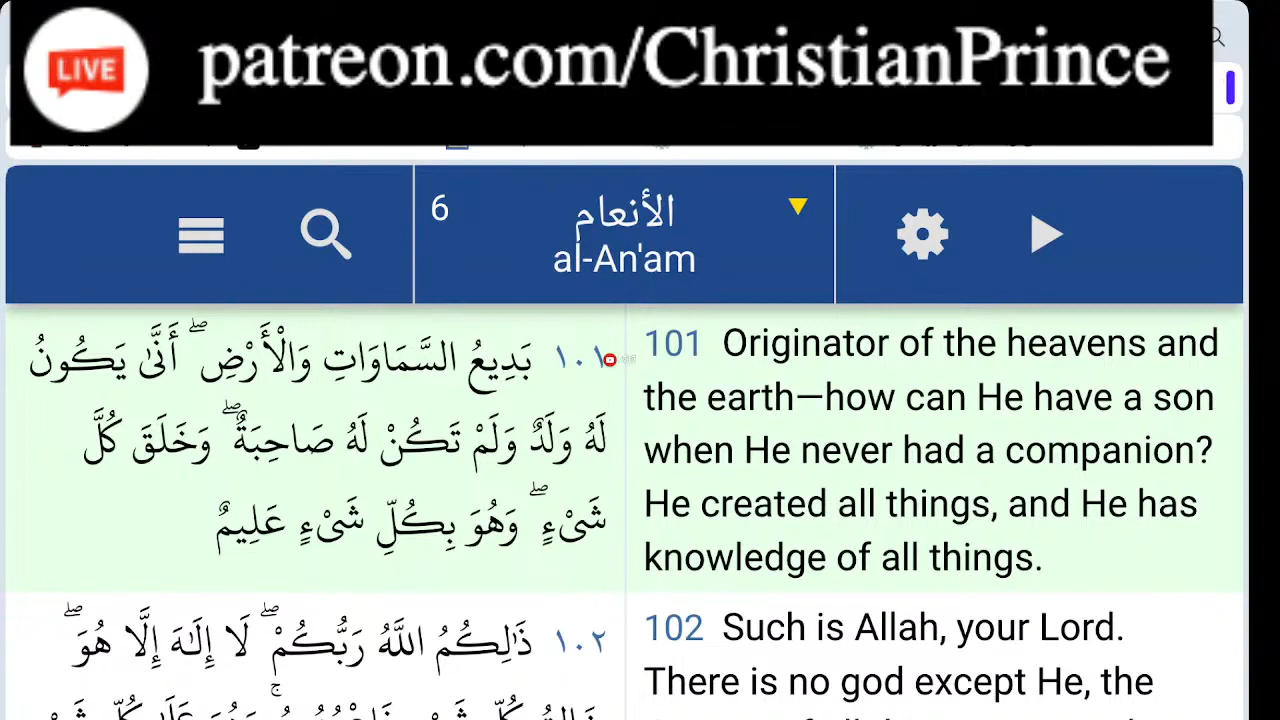 LIVE
patreon.com/ChristianPrince
6
الأنعام
al-An'am
١٠١ بَدِيعُ السَّمَاوَاتِ وَالْأَرْضِ ۖ أَنَّىٰ يَكُونُ
لَهُ وَلَدٌ وَلَمْ تَكُنْ لَهُ صَاحِبَةٌ ۖ وَخَلَقَ كُلَّ
شَيْءٍ ۖ وَهُوَ بِكُلِّ شَيْءٍ عَلِيمٌ
١٠٢ ذَٰلِكُمُ اللَّهُ رَبُّكُمْ ۖ لَا إِلَٰهَ إِلَّا هُوَ ۖ
101 Originator of the heavens and
the earth—how can He have a son
when He never had a companion?
He created all things, and He has
knowledge of all things.
102 Such is Allah, your Lord.
There is no god except He, the